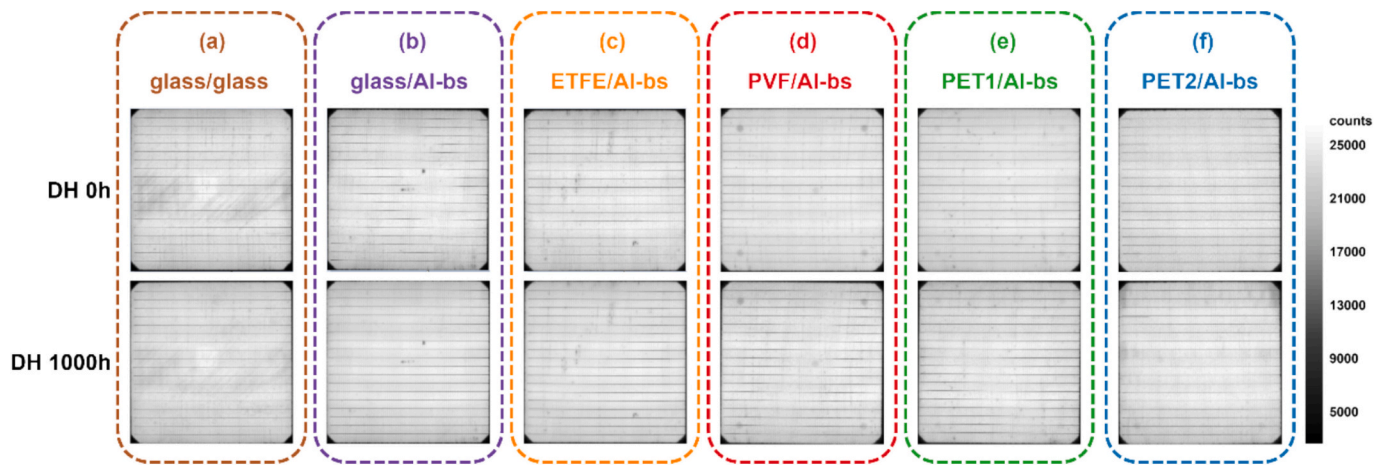 (a) (b) (c) (d) (e) (f)
glass/glass glass/Al-bs ETFE/Al-bs PVF/Al-bs PET1/Al-bs PET2/Al-bs
counts
25000
DH 0h
21000
17000
13000
DH 1000h
9000
5000